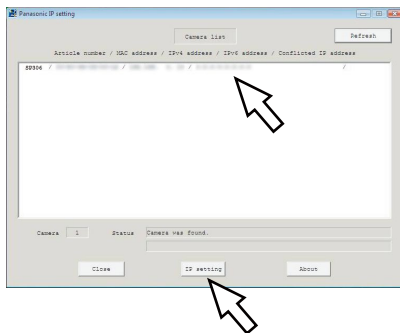 Panasonic IP setting
Camera list
Refresh
Article number / MAC address / IPv4 address / IPv6 address / Conflicted IP address
SP306 / / / /
Camera 1 Status Camera was found.
Close IP setting About